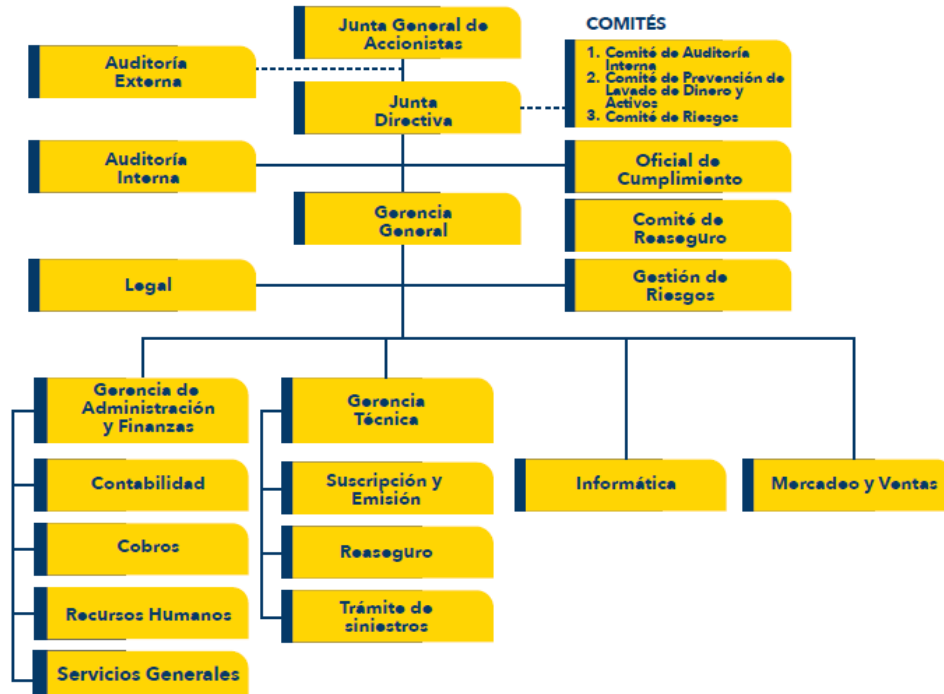 Junta General de
Accionistas
COMITÉS
1. Comité de Auditoría
Interna
2. Comité de Prevención de
Lavado de Dinero y
Activos
3. Comité de Riesgos
Auditoría
Externa
Junta
Directiva
Auditoría
Interna
Oficial de
Cumplimiento
Gerencia
General
Comité de
Reaseguro
Legal
Gestión de
Riesgos
Gerencia de
Administración
y Finanzas
Contabilidad
Cobros
Recursos Humanos
Servicios Generales
Gerencia
Técnica
Suscripción y
Emisión
Reaseguro
Trámite de
siniestros
Informática
Mercadeo y Ventas